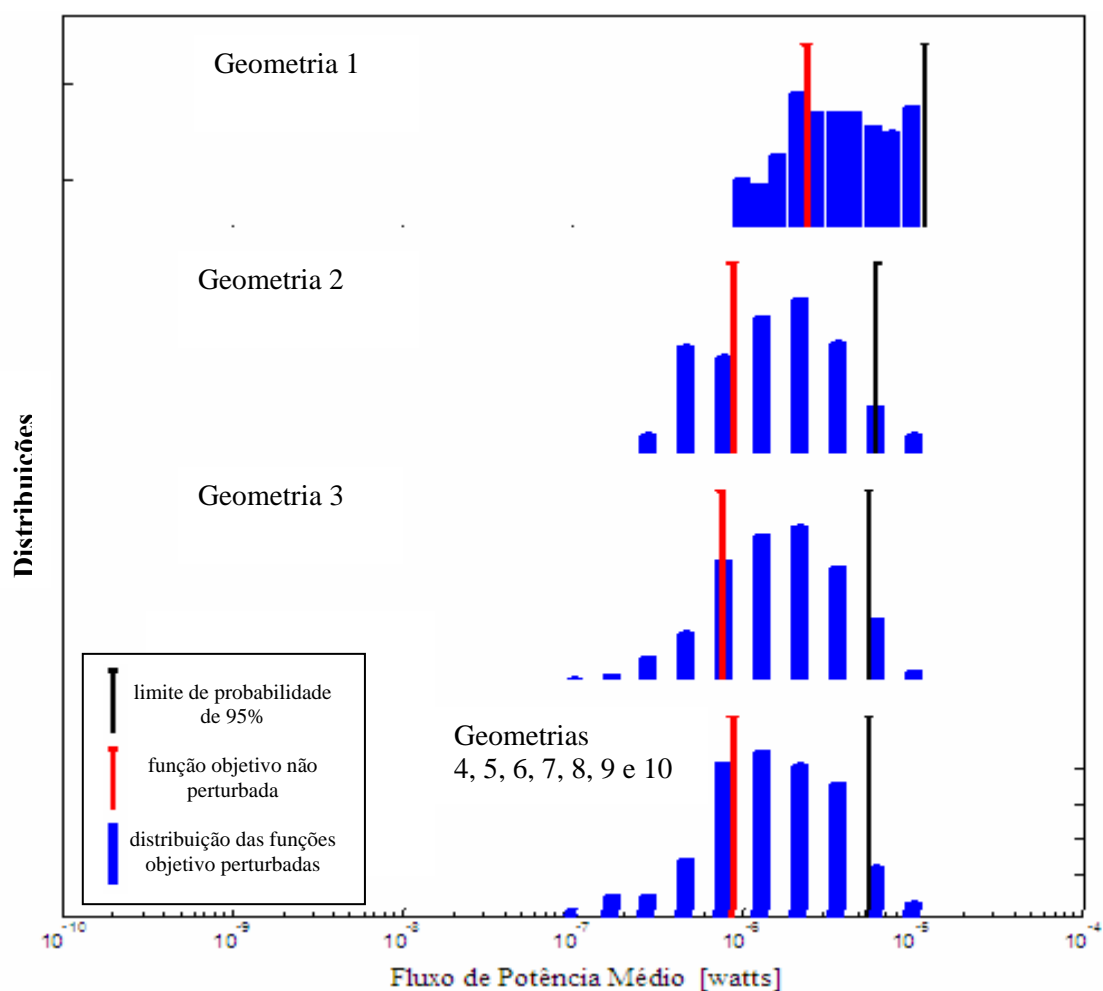 Geometria 1
Geometria 2
Geometria 3
Geometrias
4, 5, 6, 7, 8, 9 e 10
Distribuições
limite de probabilidade
de 95%
função objetivo não
perturbada
distribuição das funções
objetivo perturbadas
10^-10 10^-9 10^-8 10^-7 10^-6 10^-5 10^-4
Fluxo de Potência Médio [watts]